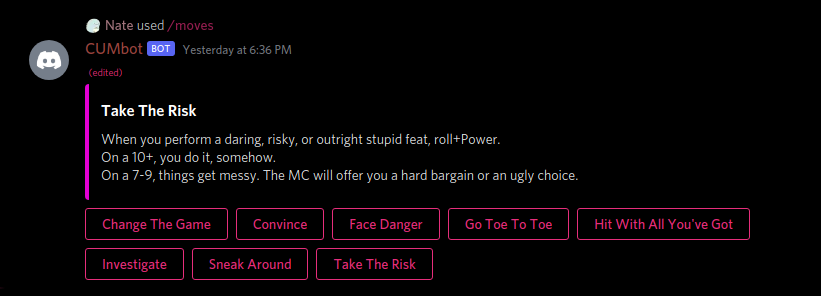 Nate used /moves
CUMbot BOT Yesterday at 6:36 PM
(edited)
Take The Risk
When you perform a daring, risky, or outright stupid feat, roll+Power.
On a 10+, you do it, somehow.
On a 7-9, things get messy. The MC will offer you a hard bargain or an ugly choice.
Change The Game Convince Face Danger Go Toe To Toe Hit With All You've Got
Investigate Sneak Around Take The Risk